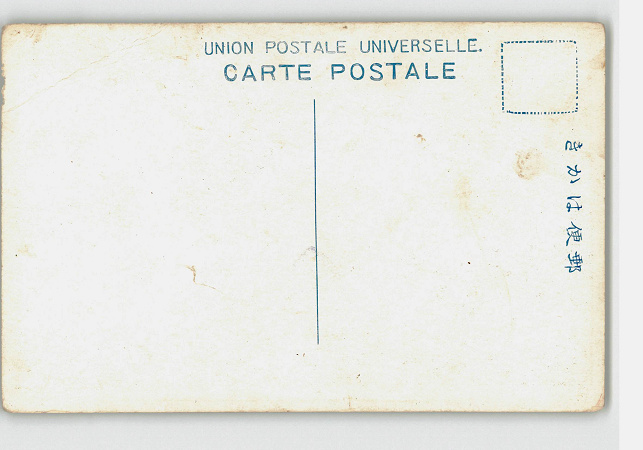 UNION POSTALE UNIVERSELLE.
CARTE POSTALE
きかは便郵